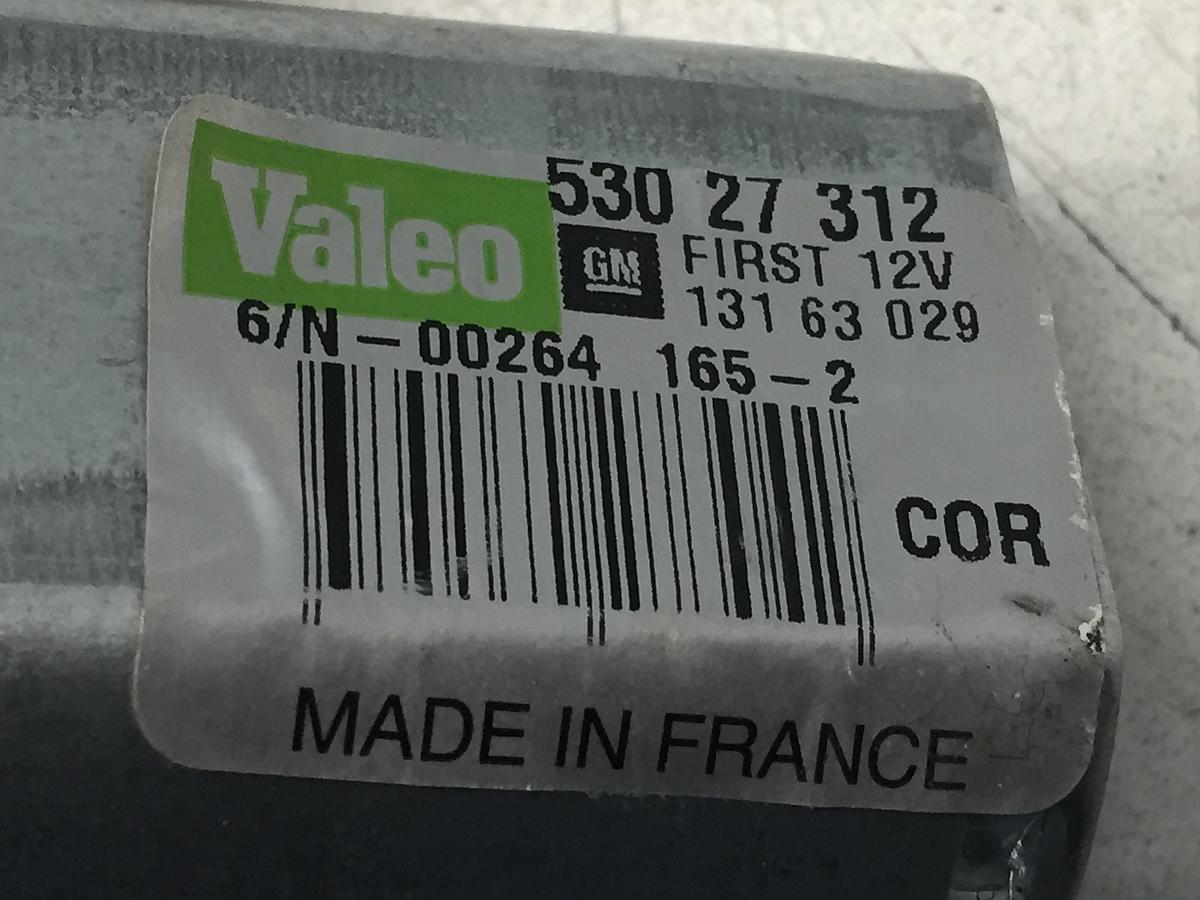 Valeo
530 27 312
GM
FIRST 12V
131 63 029
6/N-00264 165-2
COR
MADE IN FRANCE